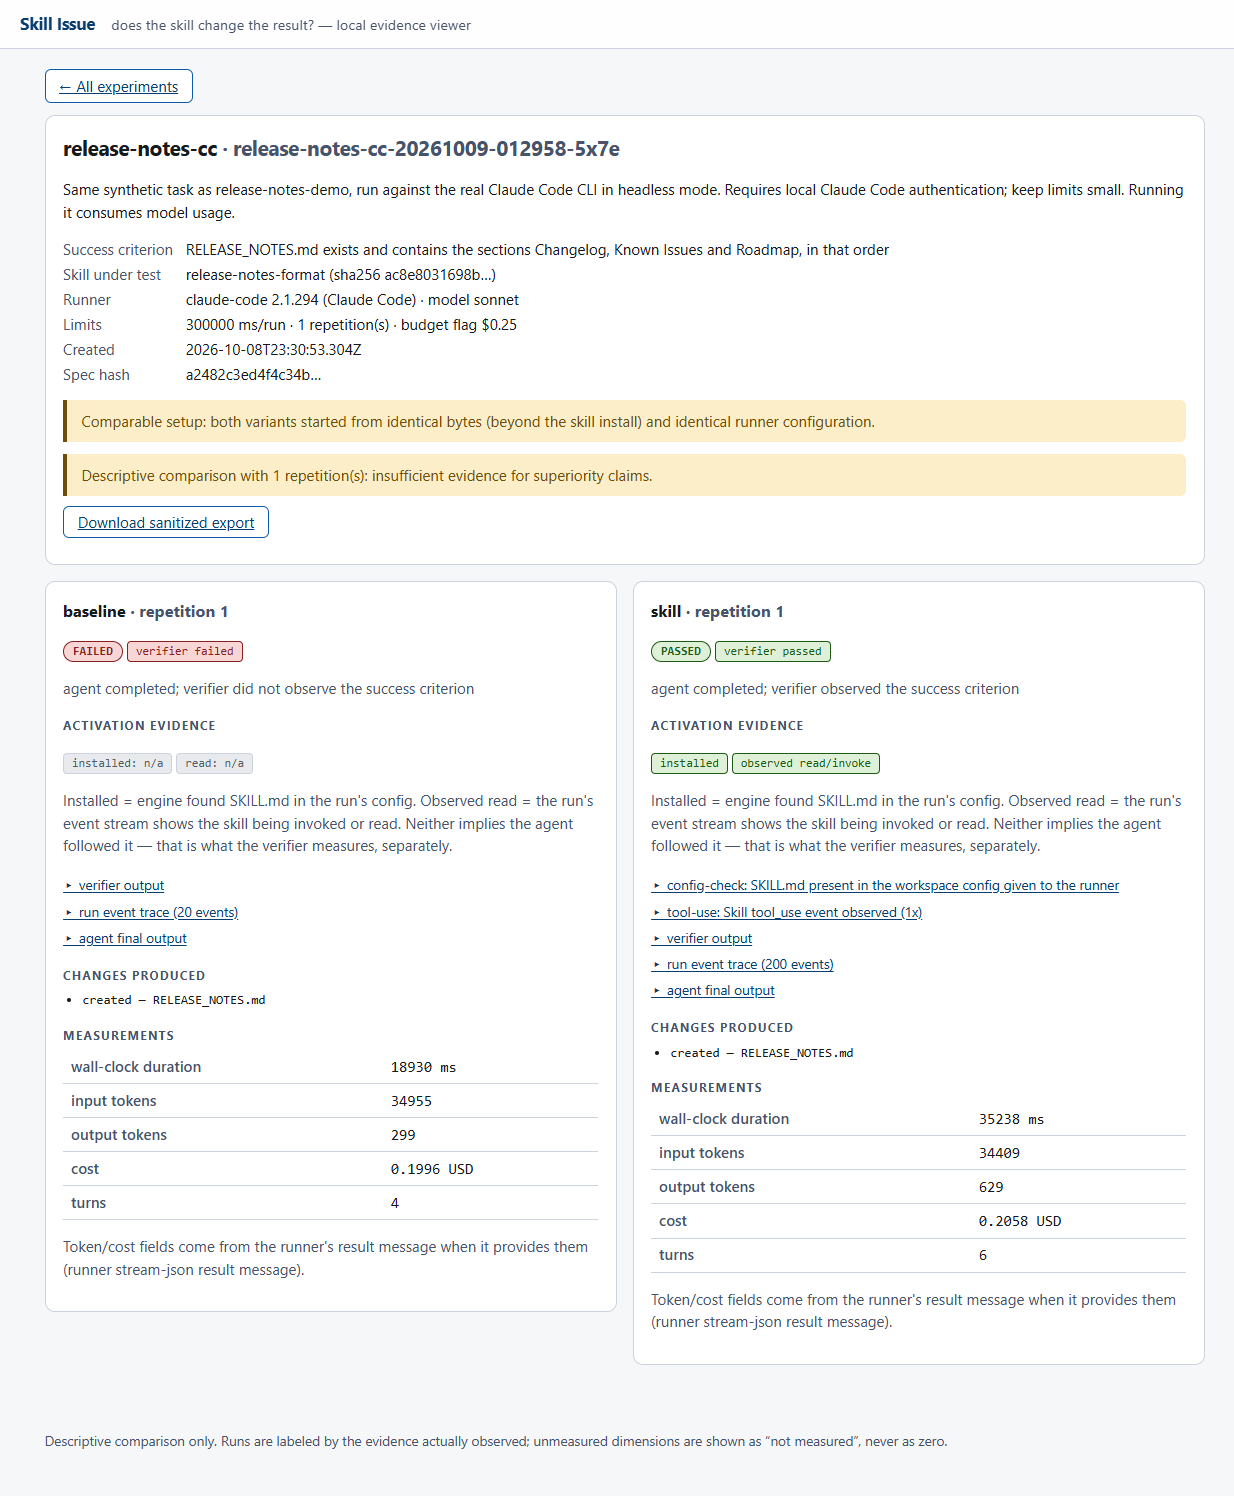 Skill Issue does the skill change the result? — local evidence viewer
← All experiments
release-notes-cc · release-notes-cc-20261009-012958-5x7e
Same synthetic task as release-notes-demo, run against the real Claude Code CLI in headless mode. Requires local Claude Code authentication; keep limits small. Running
it consumes model usage.
Success criterion RELEASE_NOTES.md exists and contains the sections Changelog, Known Issues and Roadmap, in that order
Skill under test release-notes-format (sha256 ac8e8031698b…)
Runner claude-code 2.1.294 (Claude Code) · model sonnet
Limits 300000 ms/run · 1 repetition(s) · budget flag $0.25
Created 2026-10-08T23:30:53.304Z
Spec hash a2482c3ed4f4c34b…
Comparable setup: both variants started from identical bytes (beyond the skill install) and identical runner configuration.
Descriptive comparison with 1 repetition(s): insufficient evidence for superiority claims.
Download sanitized export
baseline · repetition 1
FAILED verifier failed
agent completed; verifier did not observe the success criterion
ACTIVATION EVIDENCE
installed: n/a read: n/a
Installed = engine found SKILL.md in the run's config. Observed read = the run's
event stream shows the skill being invoked or read. Neither implies the agent
followed it — that is what the verifier measures, separately.
▸ verifier output
▸ run event trace (20 events)
▸ agent final output
CHANGES PRODUCED
• created — RELEASE_NOTES.md
MEASUREMENTS
wall-clock duration 18930 ms
input tokens 34955
output tokens 299
cost 0.1996 USD
turns 4
Token/cost fields come from the runner's result message when it provides them
(runner stream-json result message).
skill · repetition 1
PASSED verifier passed
agent completed; verifier observed the success criterion
ACTIVATION EVIDENCE
installed observed read/invoke
Installed = engine found SKILL.md in the run's config. Observed read = the run's
event stream shows the skill being invoked or read. Neither implies the agent
followed it — that is what the verifier measures, separately.
▸ config-check: SKILL.md present in the workspace config given to the runner
▸ tool-use: Skill tool_use event observed (1x)
▸ verifier output
▸ run event trace (200 events)
▸ agent final output
CHANGES PRODUCED
• created — RELEASE_NOTES.md
MEASUREMENTS
wall-clock duration 35238 ms
input tokens 34409
output tokens 629
cost 0.2058 USD
turns 6
Token/cost fields come from the runner's result message when it provides them
(runner stream-json result message).
Descriptive comparison only. Runs are labeled by the evidence actually observed; unmeasured dimensions are shown as “not measured”, never as zero.